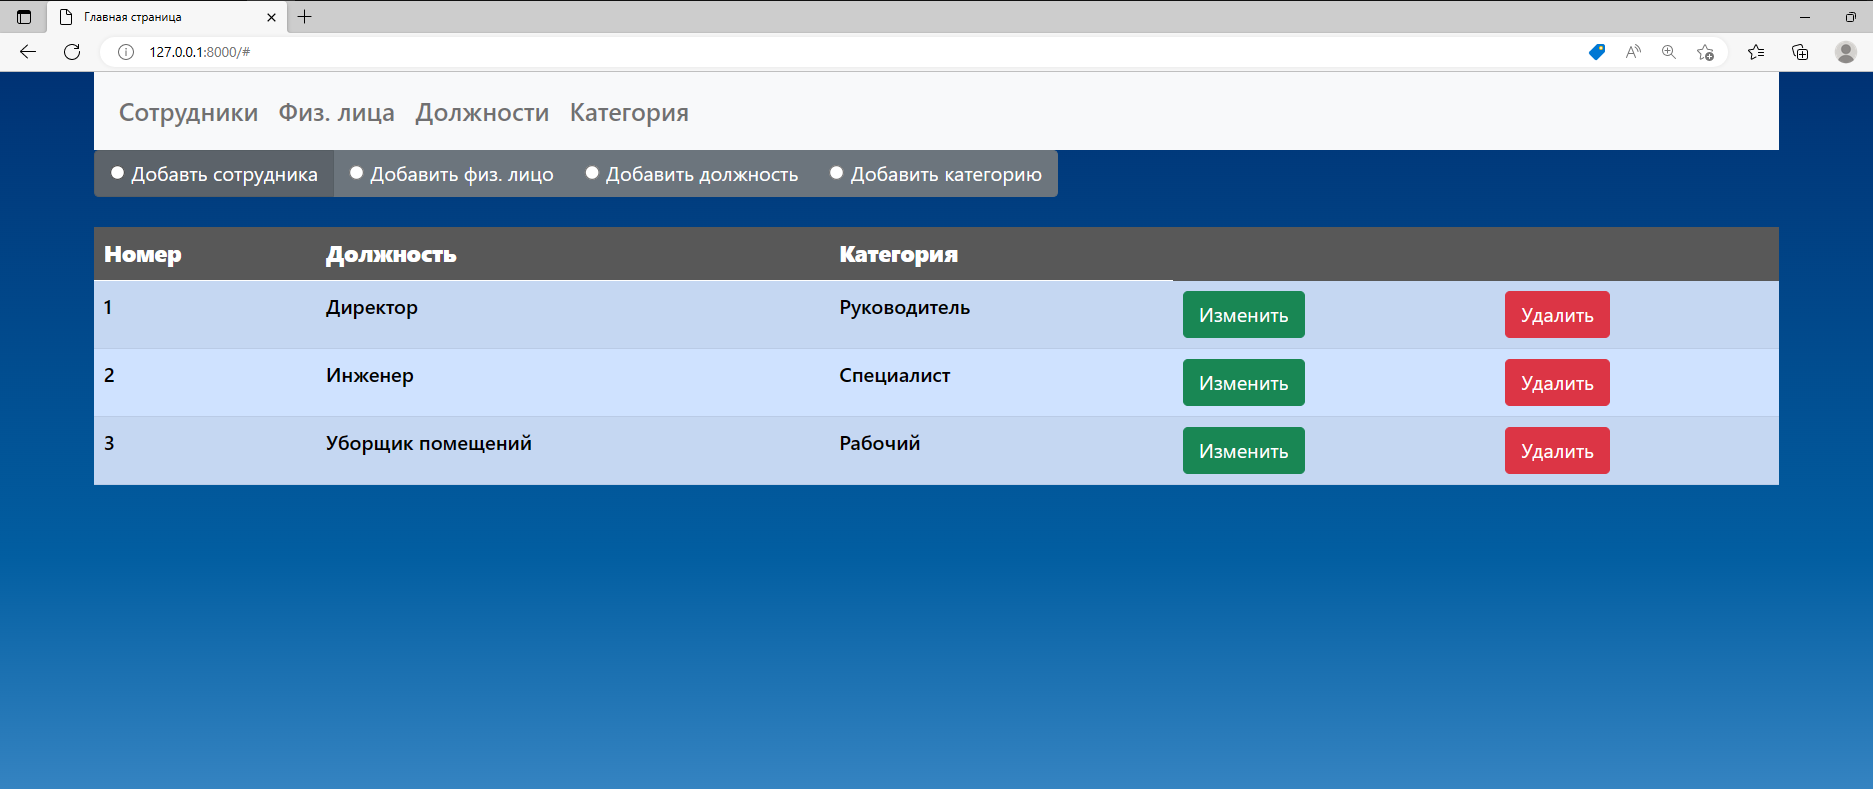 Главная страница
127.0.0.1:8000/#
Сотрудники Физ. лица Должности Категория
Добавть сотрудника Добавить физ. лицо Добавить должность Добавить категорию
Номер Должность Категория
1 Директор Руководитель Изменить Удалить
2 Инженер Специалист Изменить Удалить
3 Уборщик помещений Рабочий Изменить Удалить